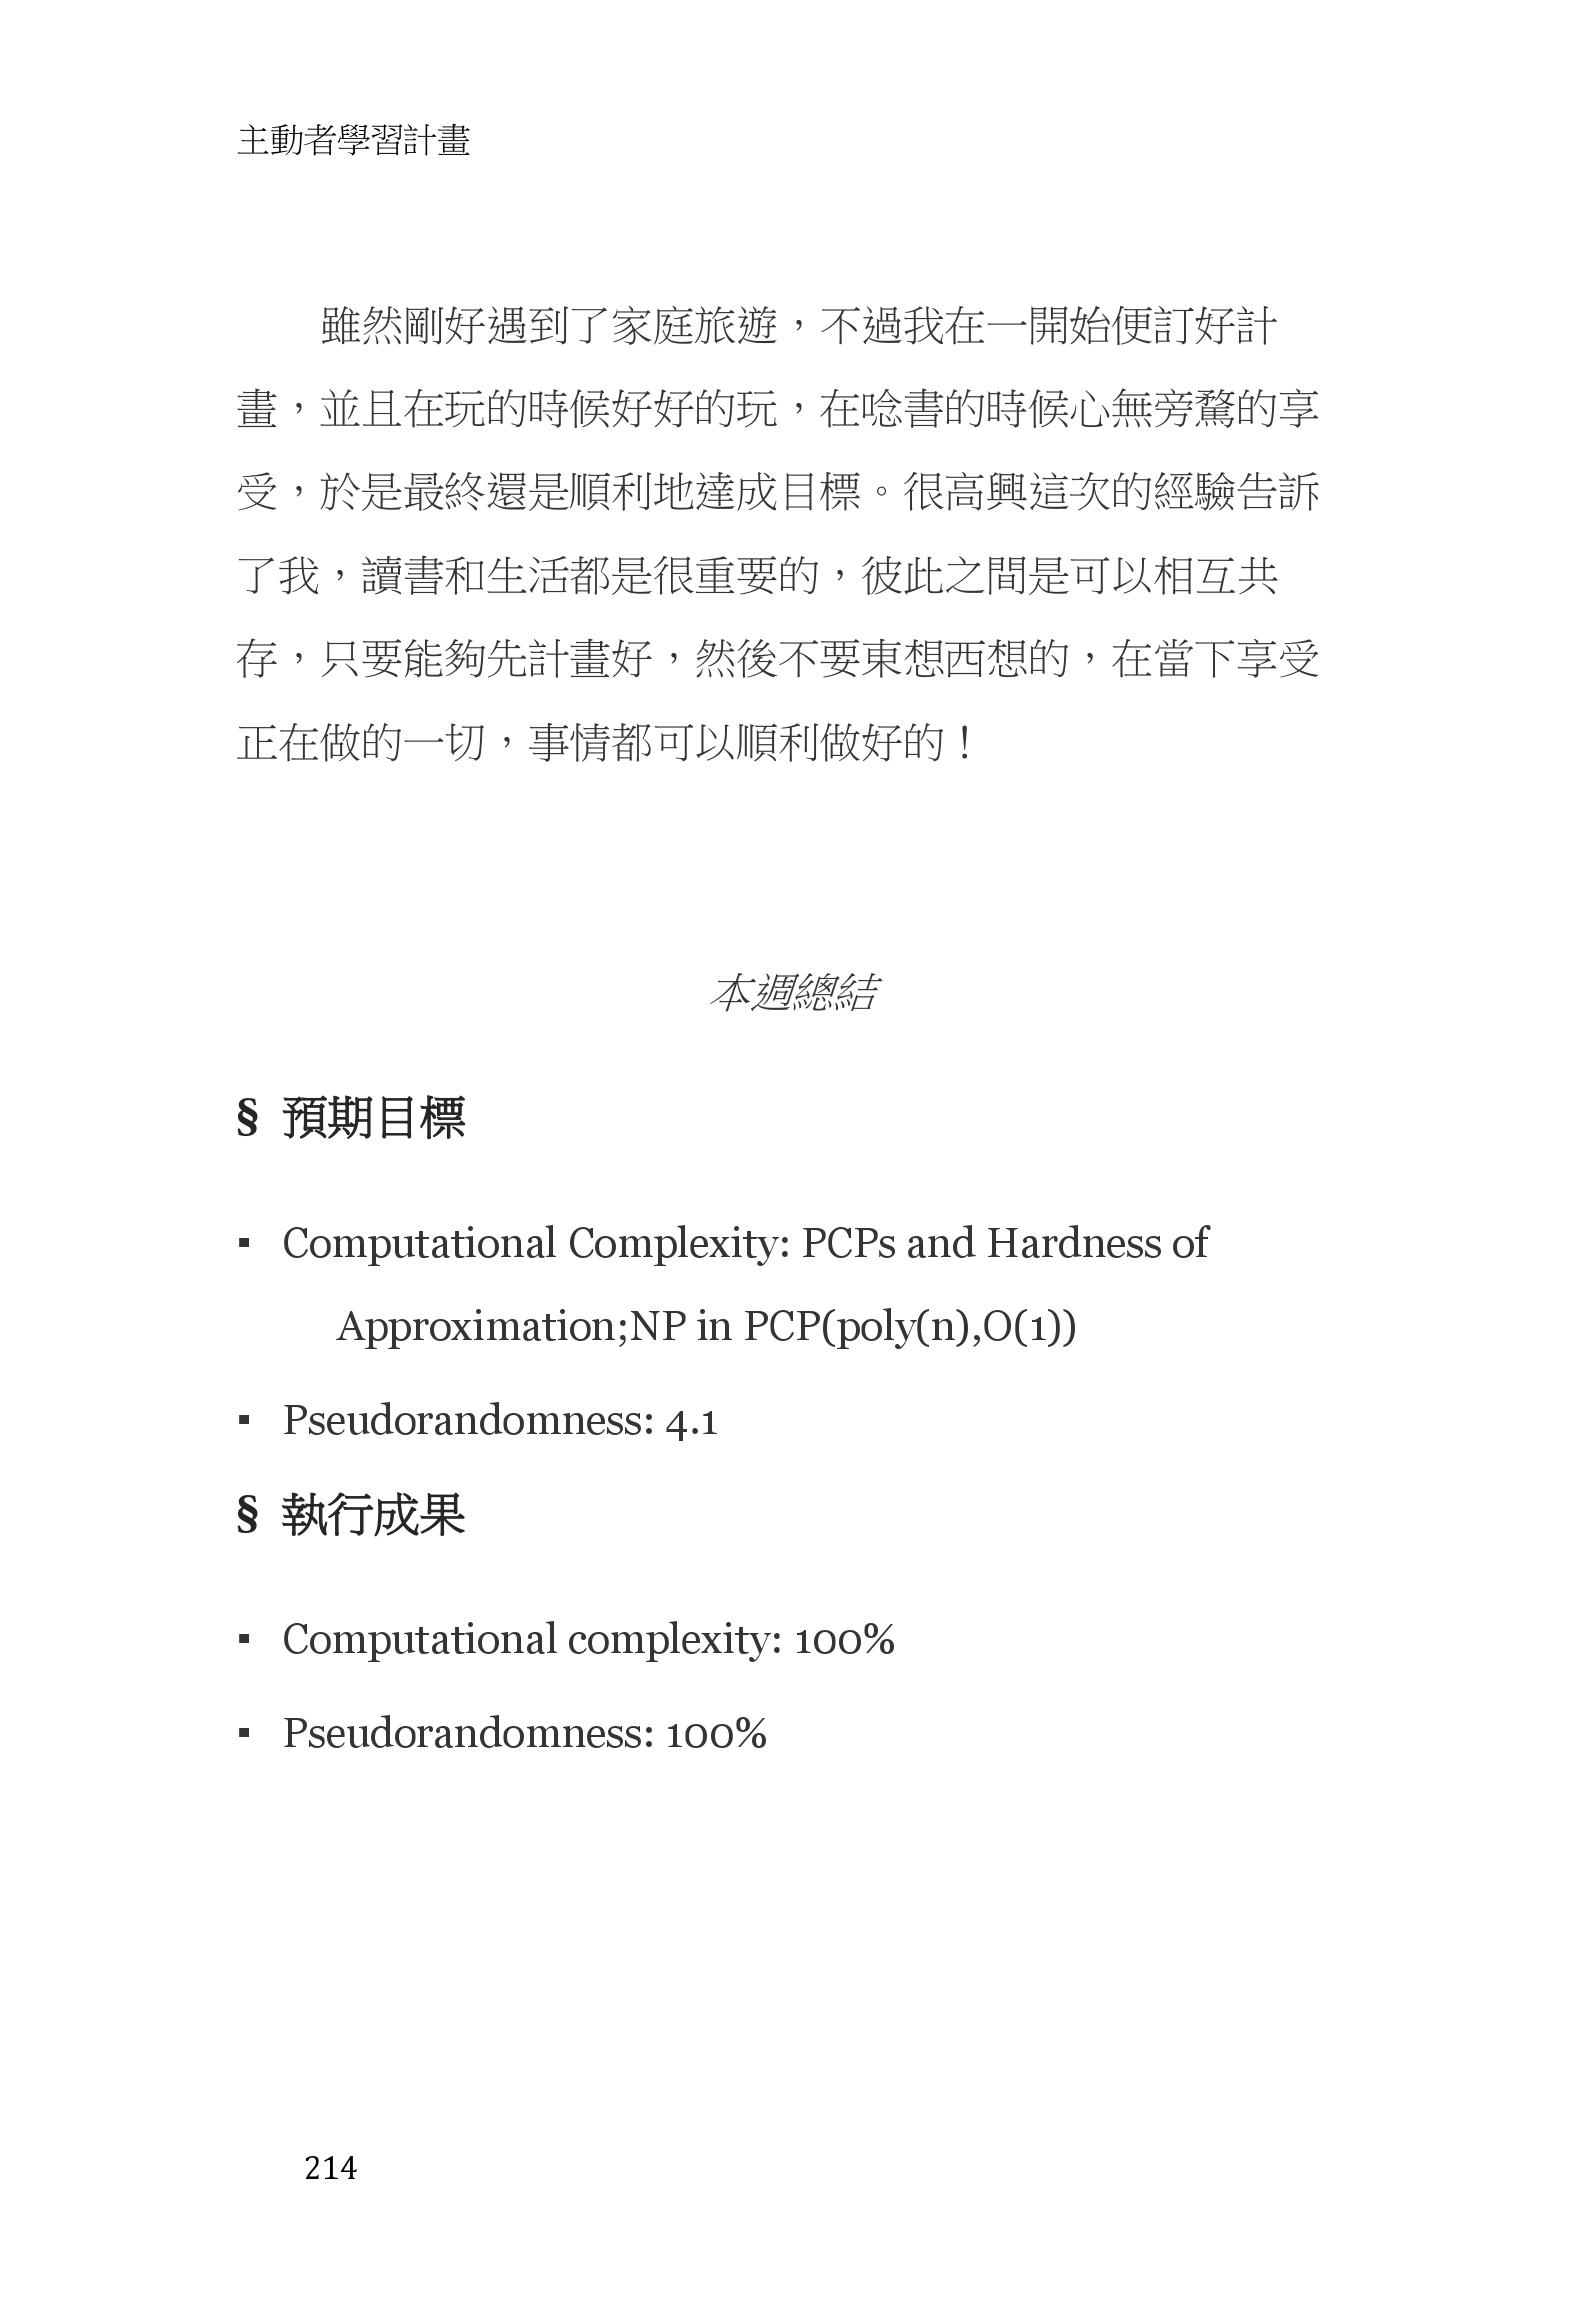 主動者學習計畫
雖然剛好遇到了家庭旅遊，不過我在一開始便訂好計
畫，並且在玩的時候好好的玩，在唸書的時候心無旁騖的享
受，於是最終還是順利地達成目標。很高興這次的經驗告訴
了我，讀書和生活都是很重要的，彼此之間是可以相互共
存，只要能夠先計畫好，然後不要東想西想的，在當下享受
正在做的一切，事情都可以順利做好的！
本週總結
§ 預期目標
▪ Computational Complexity: PCPs and Hardness of
Approximation;NP in PCP(poly(n),O(1))
▪ Pseudorandomness: 4.1
§ 執行成果
▪ Computational complexity: 100%
▪ Pseudorandomness: 100%
214